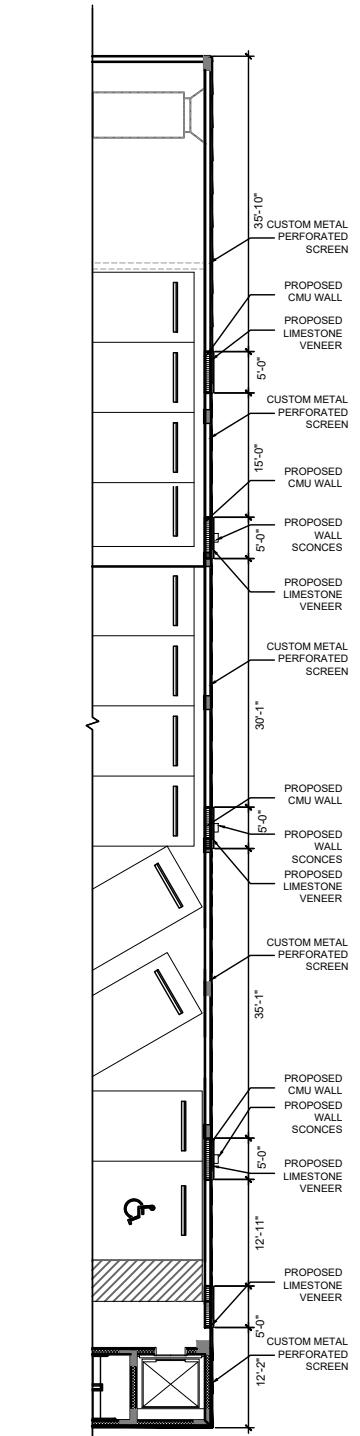 35'-10"
CUSTOM METAL
PERFORATED
SCREEN
PROPOSED
CMU WALL
PROPOSED
LIMESTONE
VENEER
5'-0"
CUSTOM METAL
PERFORATED
SCREEN
15'-0"
PROPOSED
CMU WALL
PROPOSED
WALL
SCONCES
5'-0"
PROPOSED
LIMESTONE
VENEER
CUSTOM METAL
PERFORATED
SCREEN
30'-1"
PROPOSED
CMU WALL
5'-0"
PROPOSED
WALL
SCONCES
PROPOSED
LIMESTONE
VENEER
CUSTOM METAL
PERFORATED
SCREEN
35'-1"
PROPOSED
CMU WALL
PROPOSED
WALL
SCONCES
5'-0"
PROPOSED
LIMESTONE
VENEER
12'-11"
PROPOSED
LIMESTONE
VENEER
5'-0"
CUSTOM METAL
PERFORATED
SCREEN
12'-2"